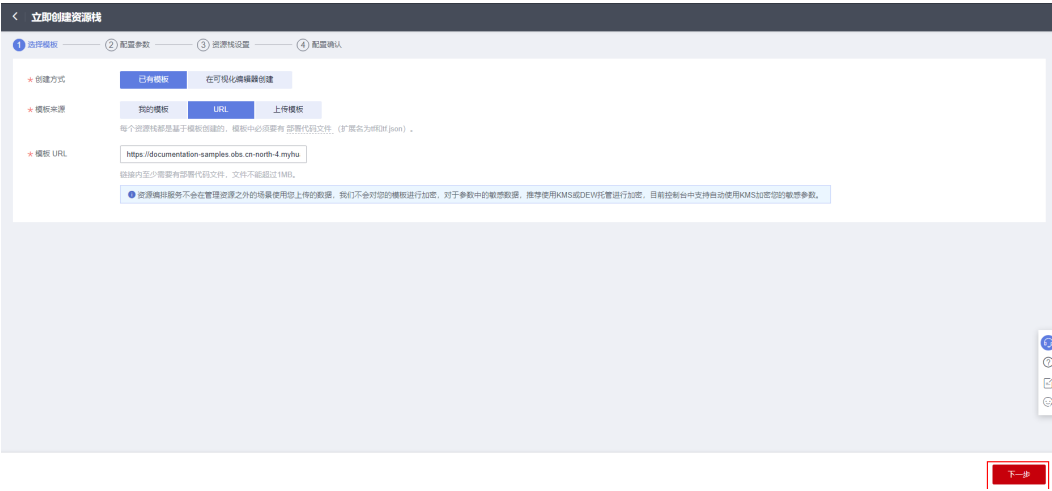 立即创建资源栈
1 选择模板 2 配置参数 3 资源栈设置 4 配置确认
* 创建方式 已有模板 在可视化编辑器创建
* 模板来源 我的模板 URL 上传模板
每个资源栈都是基于模板创建的，模板中必须要有 部署代码文件 （扩展名为tf和tf.json）。
* 模板 URL https://documentation-samples.obs.cn-north-4.myhu
链接内至少需要有部署代码文件，文件不能超过1MB。
资源编排服务不会在管理资源之外的场景使用您上传的数据，我们不会对您的模板进行加密，对于参数中的敏感数据，推荐使用KMS或DEW托管进行加密，目前控制台中支持自动使用KMS加密您的敏感参数。
下一步